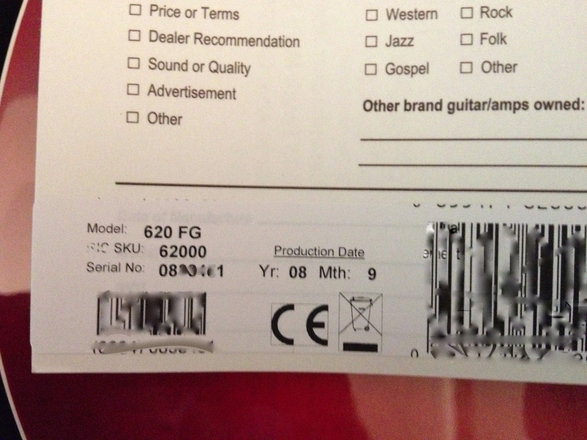 Price or Terms
Dealer Recommendation
Sound or Quality
Advertisement
Other
Western
Rock
Jazz
Folk
Gospel
Other
Other brand guitar/amps owned:
Model: 620 FG
SKU: 62000
Serial No:
Production Date
Yr: 08 Mth: 9
CE